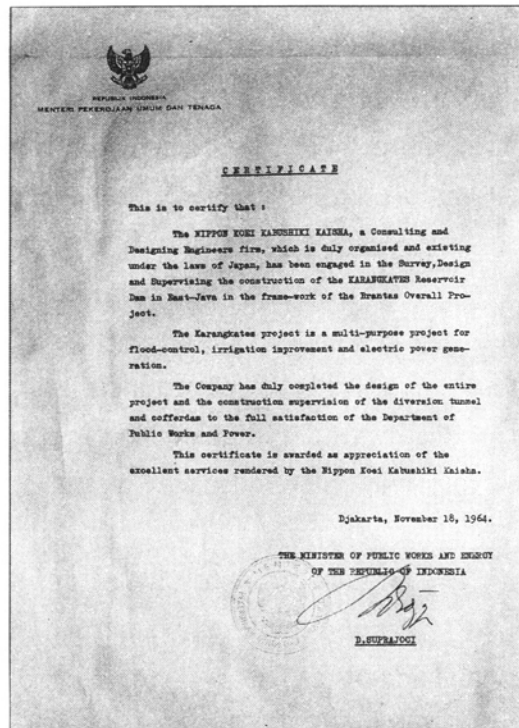 REPUBLIK INDONESIA
MENTERI PEKERDJAAN UMUM DAN TENAGA
CERTIFICATE
This is to certify that :
The NIPPON KOEI KABUSHIKI KAISHA, a Consulting and
Designing Engineers firm, which is duly organised and existing
under the laws of Japan, has been engaged in the Survey,Design
and Supervising the construction of the KARANGKATES Reservoir
Dam in East-Java in the frame-work of the Brantas Overall Pro-
ject.
The Karangkates project is a multi-purpose project for
flood-control, irrigation improvement and electric power gene-
ration.
The Company has duly completed the design of the entire
project and the construction supervision of the diversion tunnel
and cofferdam to the full satisfaction of the Department of
Public Works and Power.
This certificate is awarded as appreciation of the
excellent services rendered by the Nippon Koei Kabushiki Kaisha.
Djakarta, November 18, 1964.
THE MINISTER OF PUBLIC WORKS AND ENERGY
OF THE REPUBLIC OF INDONESIA
D.SUPRAJOGI